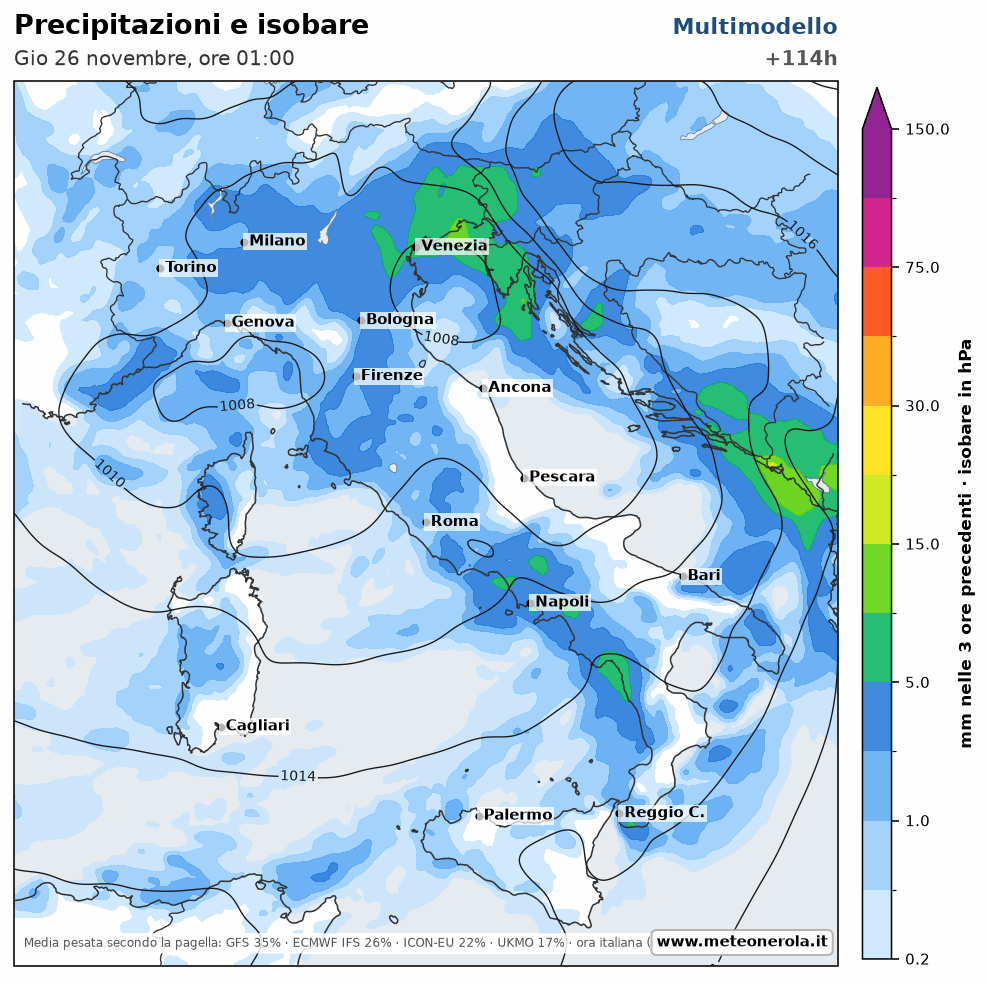 Precipitazioni e isobare
Multimodello
Gio 26 novembre, ore 01:00
+114h
150.0
1016
Milano
Venezia
Torino
75.0
Genova
Bologna
1008
Firenze
Ancona
1008
30.0
1010
Pescara
Roma
15.0
Bari
Napoli
5.0
Cagliari
1014
Palermo
Reggio C.
1.0
mm nelle 3 ore precedenti · isobare in hPa
Media pesata secondo la pagella: GFS 35% · ECMWF IFS 26% · ICON-EU 22% · UKMO 17% · ora italiana (
www.meteonerola.it
0.2